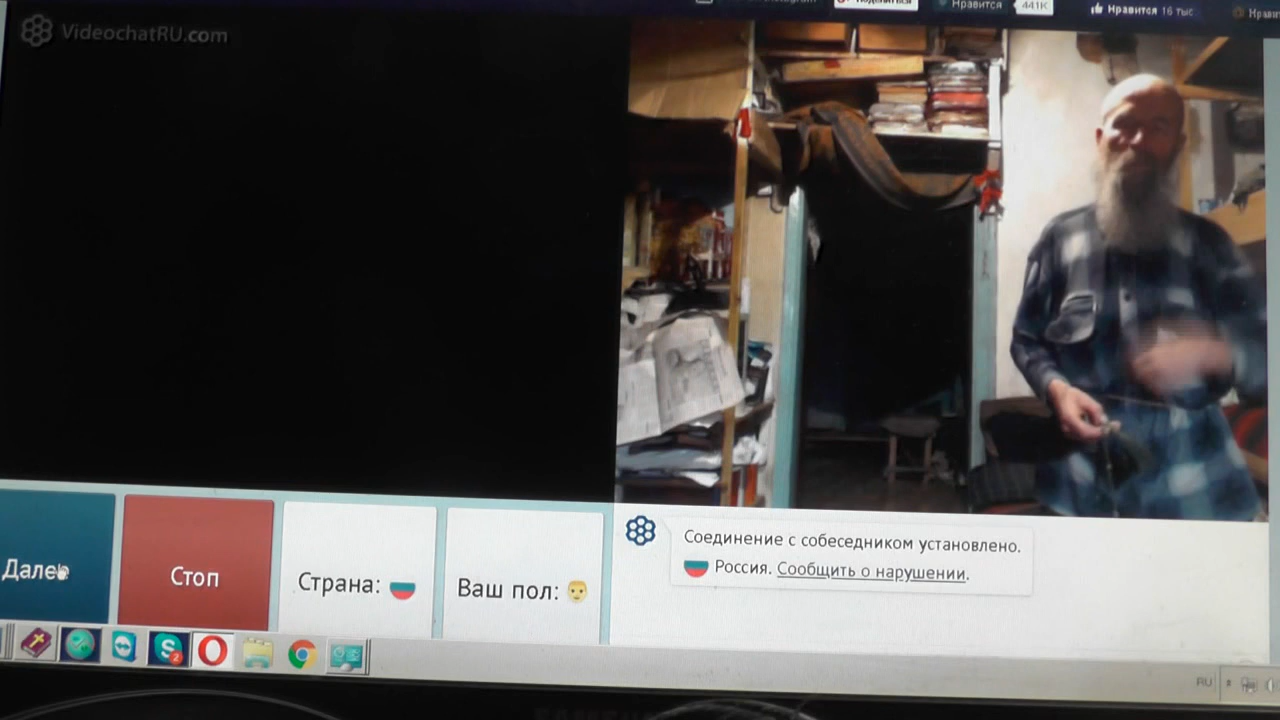 VideochatRU.com
Нравится
441K
Нравится 16 тыс
Соединение с собеседником установлено.
Россия. Сообщить о нарушении.
Далее
Стоп
Страна:
Ваш пол:
2
RU